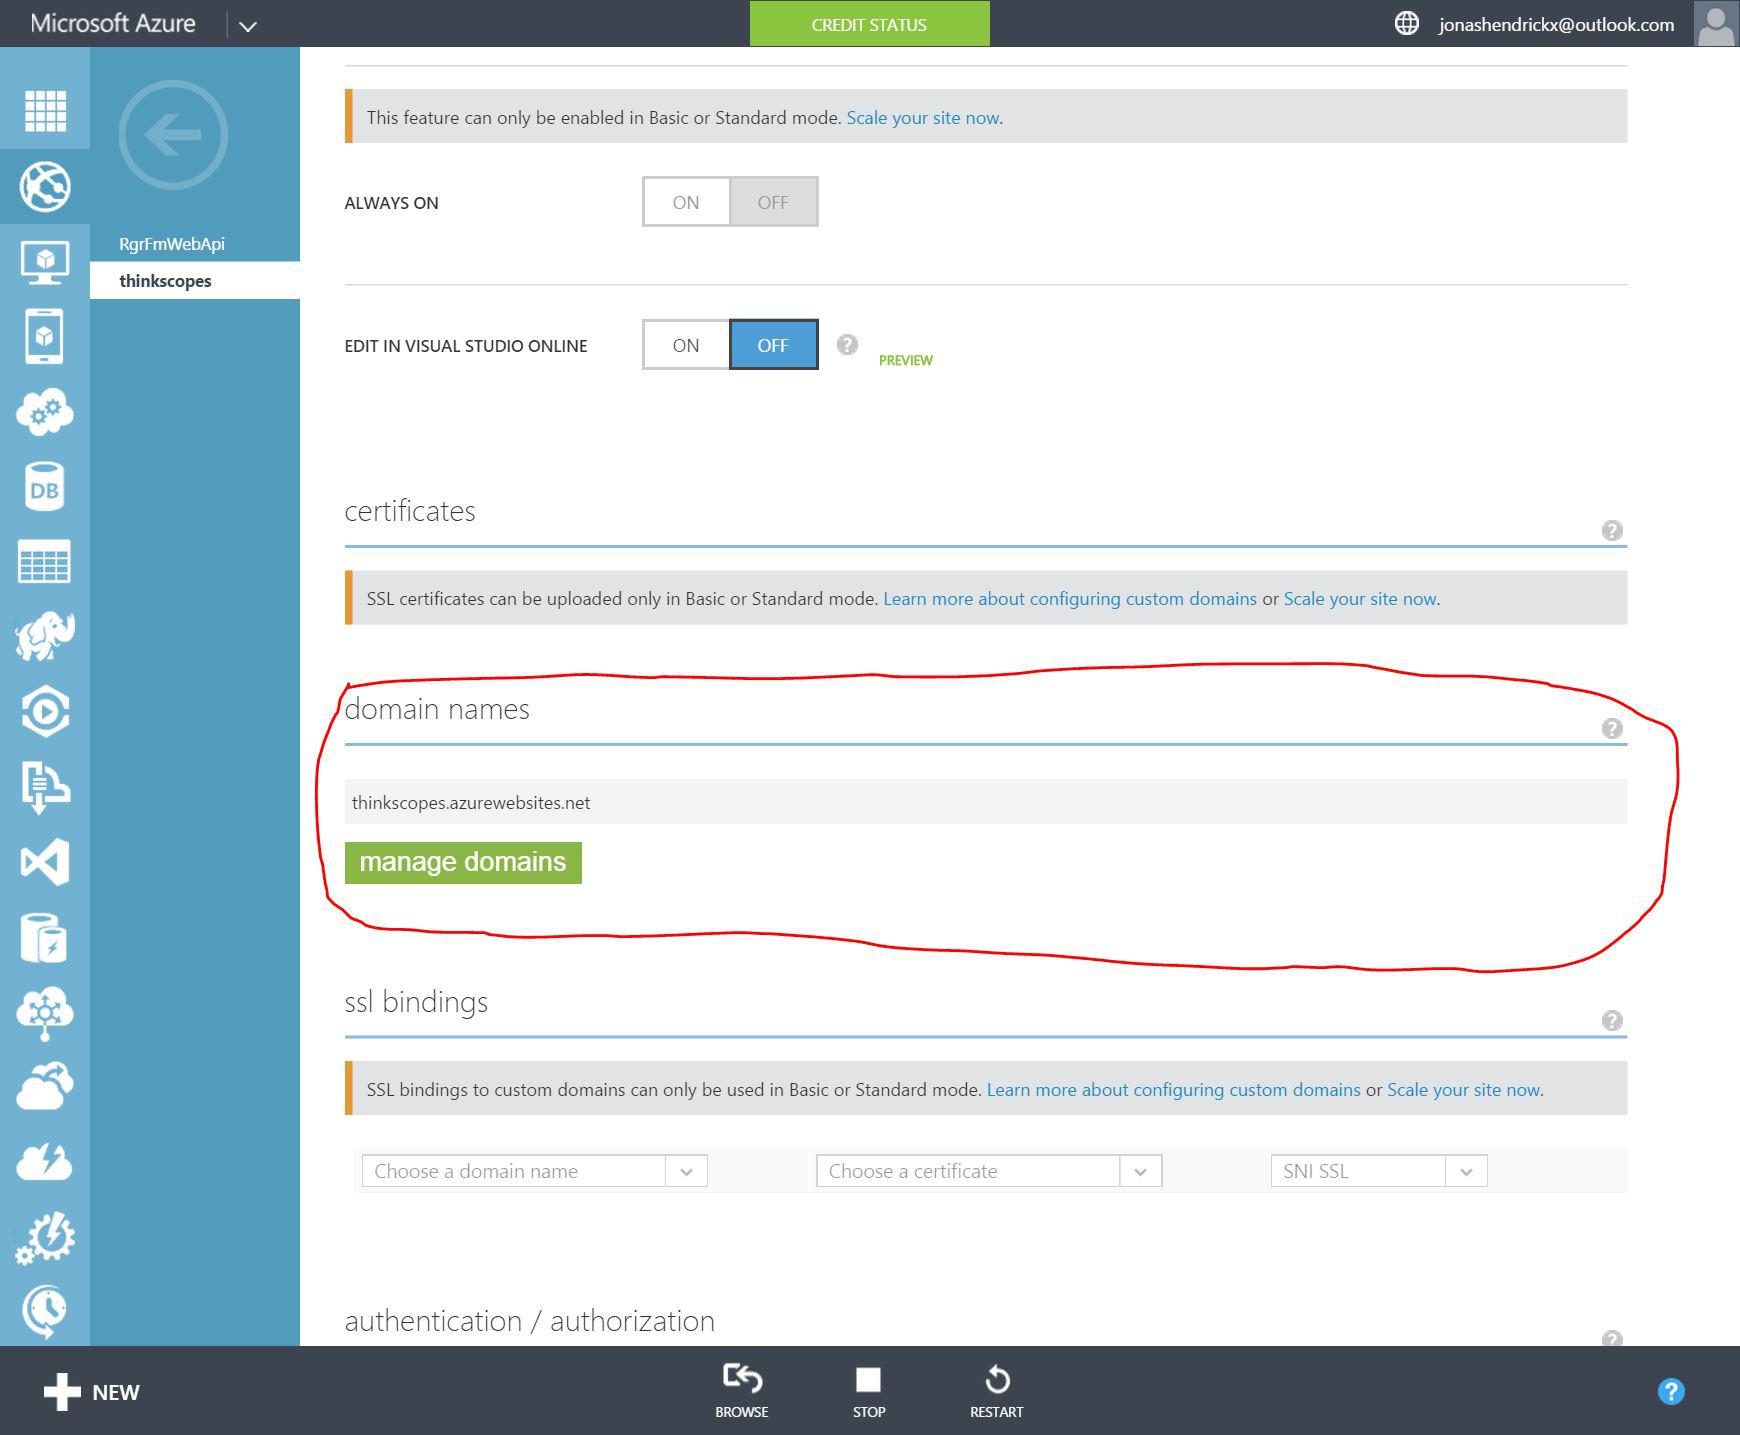 Microsoft Azure
CREDIT STATUS
jonashendrickx@outlook.com
This feature can only be enabled in Basic or Standard mode. Scale your site now.
ALWAYS ON
ON
OFF
RgrFmWebApi
thinkscopes
EDIT IN VISUAL STUDIO ONLINE
ON
OFF
?
PREVIEW
DB
certificates
?
SSL certificates can be uploaded only in Basic or Standard mode. Learn more about configuring custom domains or Scale your site now.
domain names
?
thinkscopes.azurewebsites.net
manage domains
ssl bindings
?
SSL bindings to custom domains can only be used in Basic or Standard mode. Learn more about configuring custom domains or Scale your site now.
Choose a domain name
Choose a certificate
SNI SSL
authentication / authorization
?
NEW
BROWSE
STOP
RESTART
?